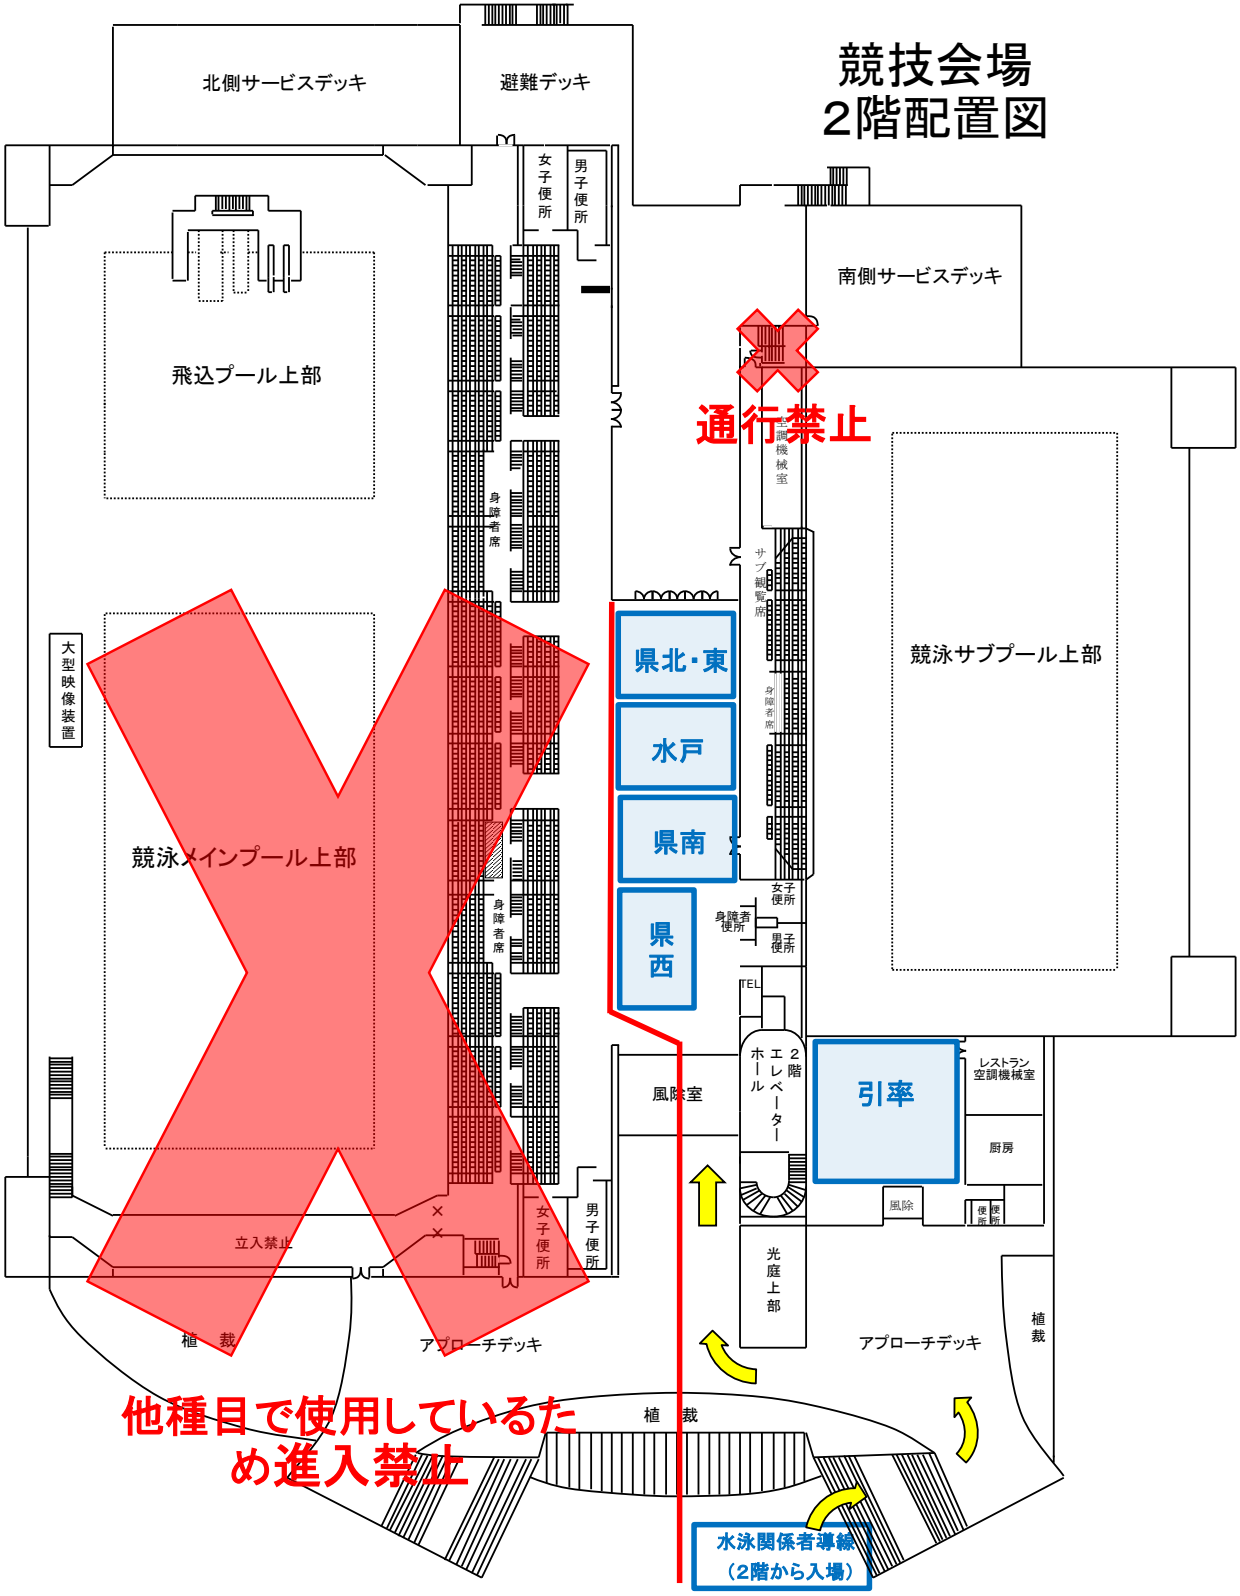 競技会場
２階配置図
北側サービスデッキ
避難デッキ
女子便所
男子便所
南側サービスデッキ
飛込プール上部
通行禁止
空調機械室
身障者席
サブ観覧席
県北・東
大型映像装置
競泳サブプール上部
身障者席
水戸
県南
競泳メインプール上部
女子
便所
身障者席
身障者
便所
県西
男子
便所
TEL
２階
エレベーター
ホール
レストラン
空調機械室
風除室
引率
厨房
風除
便所
便所
女子便所
男子便所
立入禁止
光庭上部
植裁
アプローチデッキ
アプローチデッキ
植裁
他種目で使用しているた
め進入禁止
植裁
水泳関係者導線
（2階から入場）